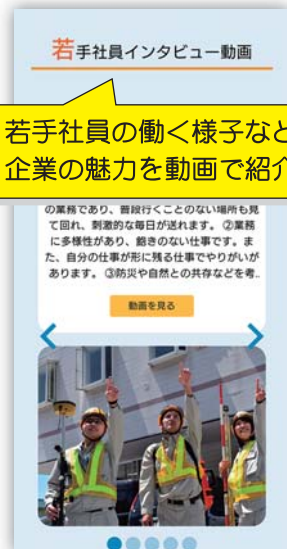 若手社員インタビュー動画
若手社員の働く様子など
企業の魅力を動画で紹介
の業務であり、普段行くことのない場所も見
て回れ、刺激的な毎日が送れます。②業務
に多様性があり、飽きのない仕事です。ま
た、自分の仕事が形に残る仕事でやりがいが
あります。③防災や自然との共存などを考..
動画を見る